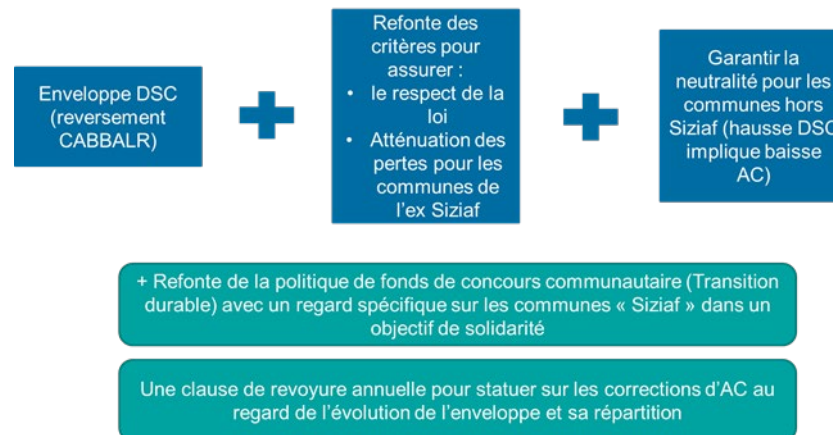 Enveloppe DSC
(reversement
CABBALR)
Refonte des
critères pour
assurer :
• le respect de la
loi
• Atténuation des
pertes pour les
communes de
l'ex Siziaf
Garantir la
neutralité pour les
communes hors
Siziaf (hausse DSC
implique baisse
AC)
+ Refonte de la politique de fonds de concours communautaire (Transition
durable) avec un regard spécifique sur les communes « Siziaf » dans un
objectif de solidarité
Une clause de revoyure annuelle pour statuer sur les corrections d'AC au
regard de l'évolution de l'enveloppe et sa répartition